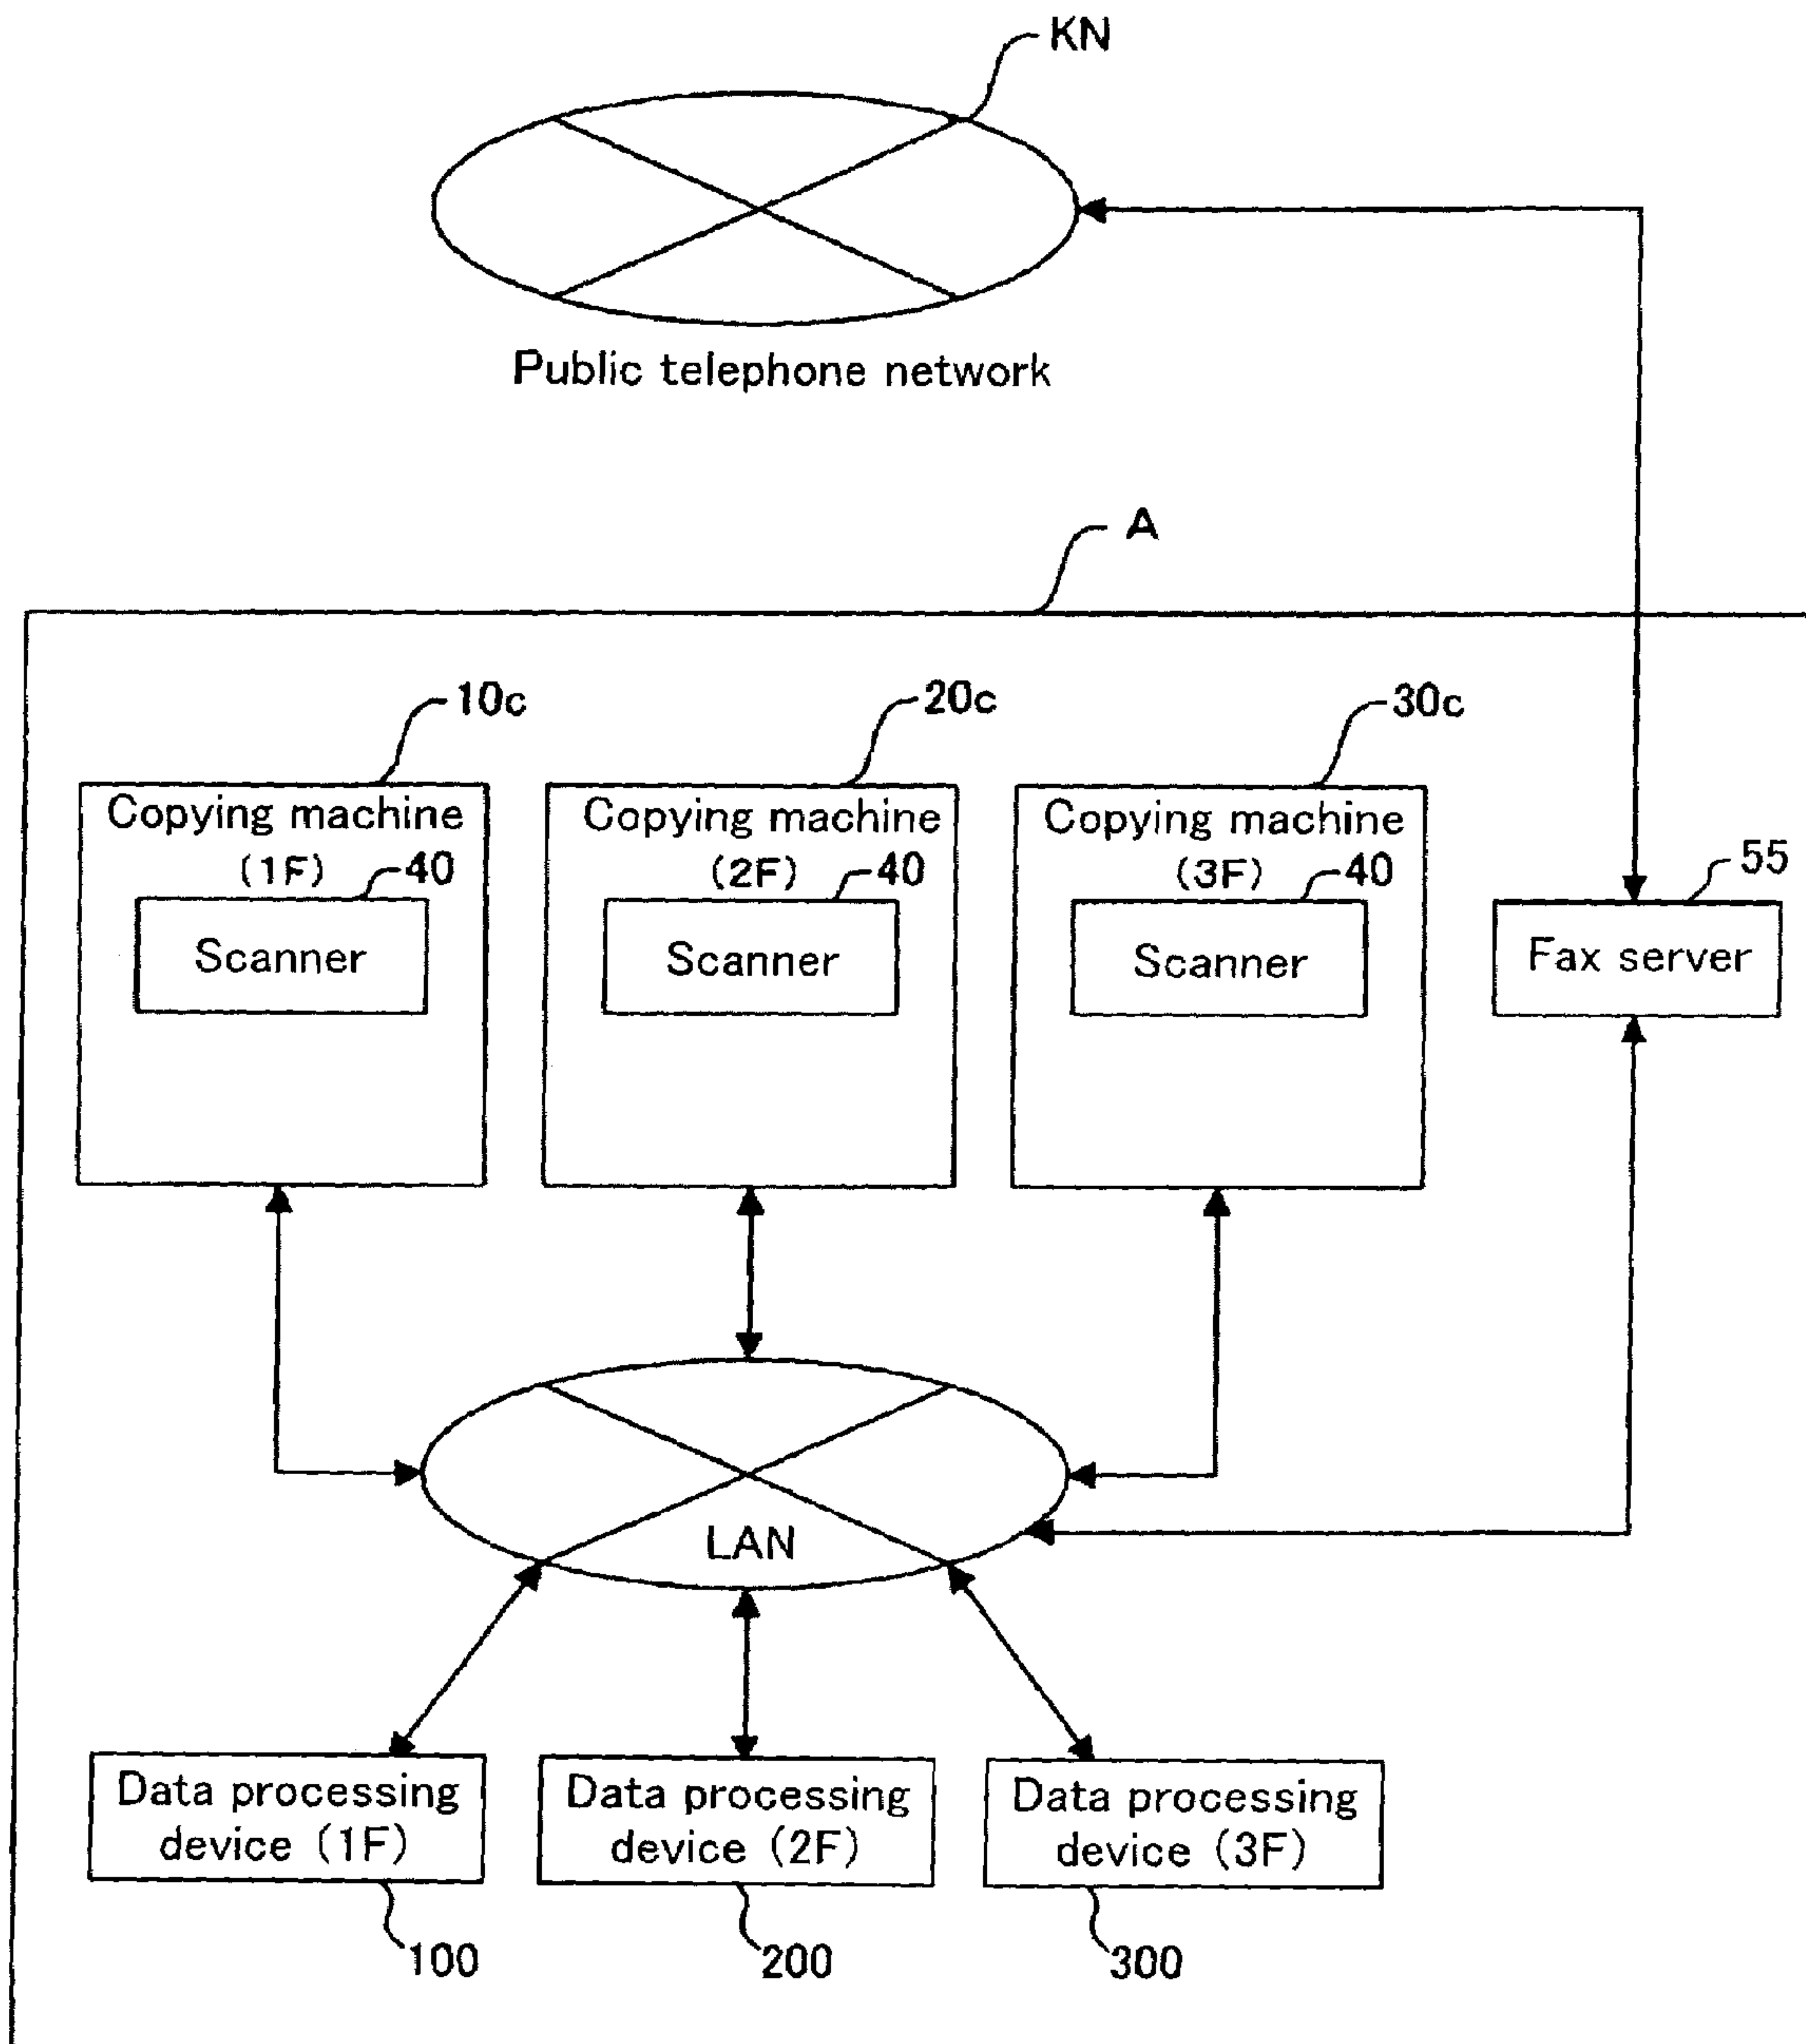 KN
Public telephone network
A
10c
20c
30c
Copying machine
(1F)
40
Scanner
Copying machine
(2F)
40
Scanner
Copying machine
(3F)
40
Scanner
55
Fax server
LAN
Data processing
device (1F)
Data processing
device (2F)
Data processing
device (3F)
100
200
300